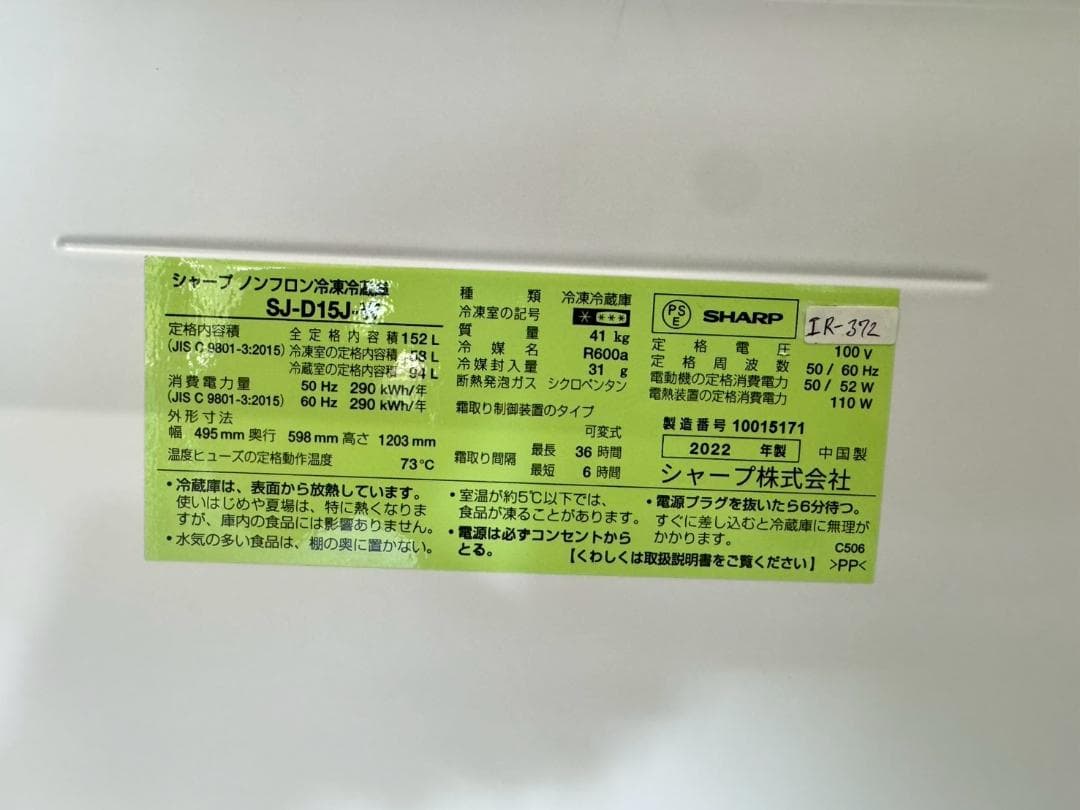 シャープ ノンフロン冷凍冷蔵庫
SJ-D15J
定格内容積
(JIS C 9801-3:2015)
全定格内容積 152 L
冷凍室の定格内容積 58 L
冷蔵室の定格内容積 94 L
消費電力量
(JIS C 9801-3:2015)
50 Hz 290 kWh/年
60 Hz 290 kWh/年
外形寸法
幅 495 mm 奥行 598 mm 高さ 1203 mm
温度ヒューズの定格動作温度 73℃
種類 冷凍冷蔵庫
冷凍室の記号 * ***
質量 41 kg
冷媒名 R600a
冷媒封入量 31 g
断熱発泡ガス シクロペンタン
霜取り制御装置のタイプ
可変式
霜取り間隔 最長 36 時間
最短 6 時間
PSE
SHARP
IR-372
定格電圧 100 V
定格周波数 50 / 60 Hz
電動機の定格消費電力 50 / 52 W
電熱装置の定格消費電力 110 W
製造番号 10015171
2022 年製 中国製
シャープ株式会社
・冷蔵庫は、表面から放熱しています。
使いはじめや夏場は、特に熱くなりま
すが、庫内の食品には影響ありません。
・水気の多い食品は、棚の奥に置かない。
・室温が約5℃以下では、
食品が凍ることがあります。
・電源は必ずコンセントから
とる。
・電源プラグを抜いたら6分待つ。
すぐに差し込むと冷蔵庫に無理が
かかります。
C506
【くわしくは取扱説明書をご覧ください】 >PP<